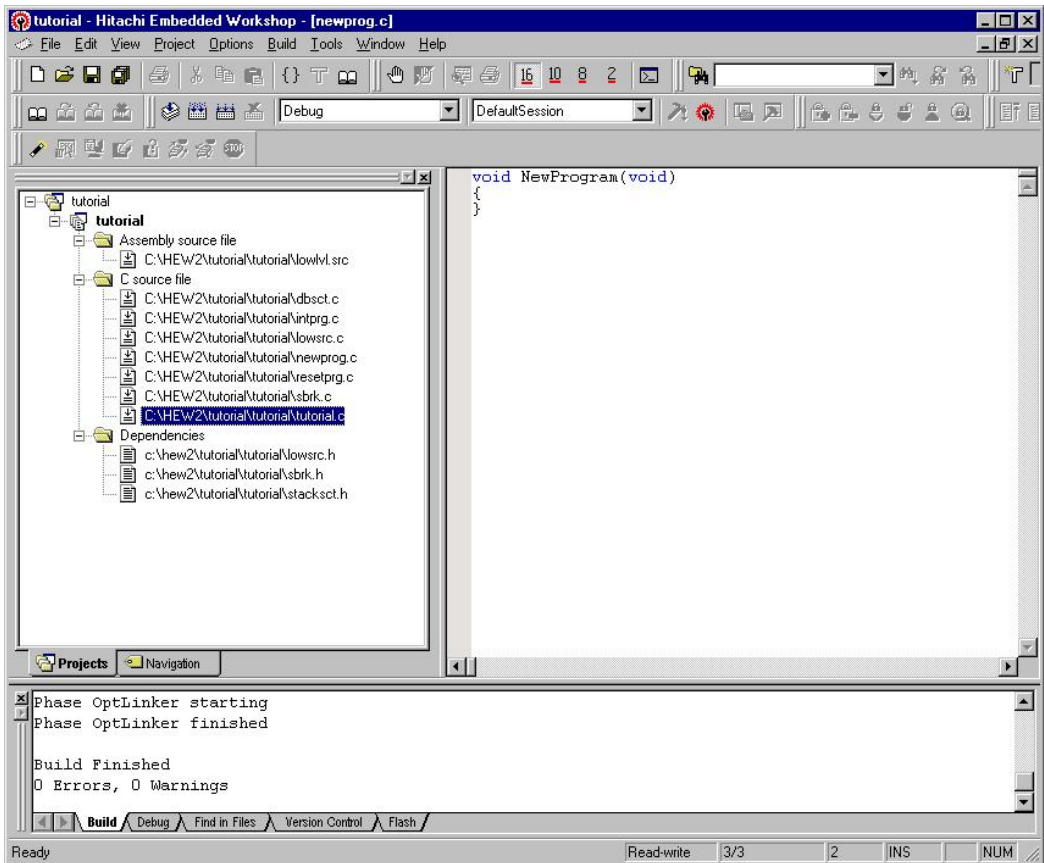 tutorial - Hitachi Embedded Workshop - [newprog.c]
File Edit View Project Options Build Tools Window Help
16 10 8 2
Debug DefaultSession
STOP
tutorial
tutorial
Assembly source file
C:\HEW2\tutorial\tutorial\lowlvl.src
C source file
C:\HEW2\tutorial\tutorial\dbsct.c
C:\HEW2\tutorial\tutorial\intprg.c
C:\HEW2\tutorial\tutorial\lowsrc.c
C:\HEW2\tutorial\tutorial\newprog.c
C:\HEW2\tutorial\tutorial\resetprg.c
C:\HEW2\tutorial\tutorial\sbrk.c
C:\HEW2\tutorial\tutorial\tutorial.c
Dependencies
c:\hew2\tutorial\tutorial\lowsrc.h
c:\hew2\tutorial\tutorial\sbrk.h
c:\hew2\tutorial\tutorial\stacksct.h
Projects Navigation
void NewProgram(void)
{
}
Phase OptLinker starting
Phase OptLinker finished
Build Finished
0 Errors, 0 Warnings
Build Debug Find in Files Version Control Flash
Ready Read-write 3/3 2 INS NUM